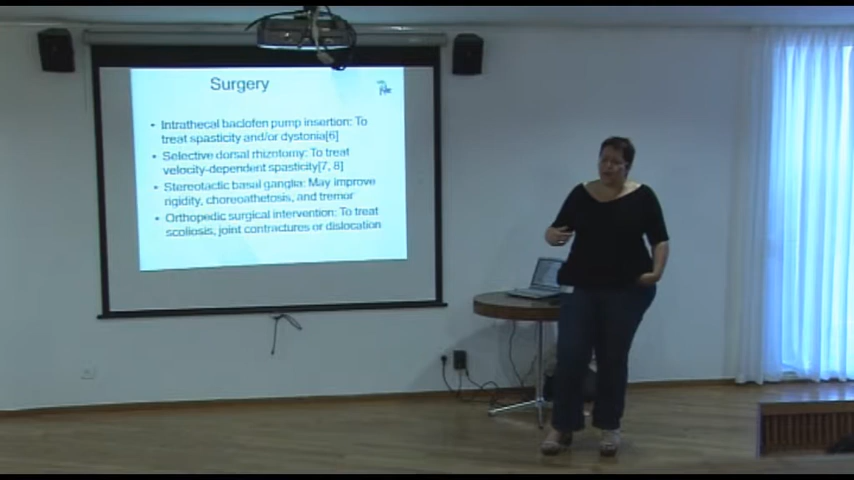 Surgery
• Intrathecal baclofen pump insertion: To
treat spasticity and/or dystonia[6]
• Selective dorsal rhizotomy: To treat
velocity-dependent spasticity[7, 8]
• Stereotactic basal ganglia: May improve
rigidity, choreoathetosis, and tremor
• Orthopedic surgical intervention: To treat
scoliosis, joint contractures or dislocation